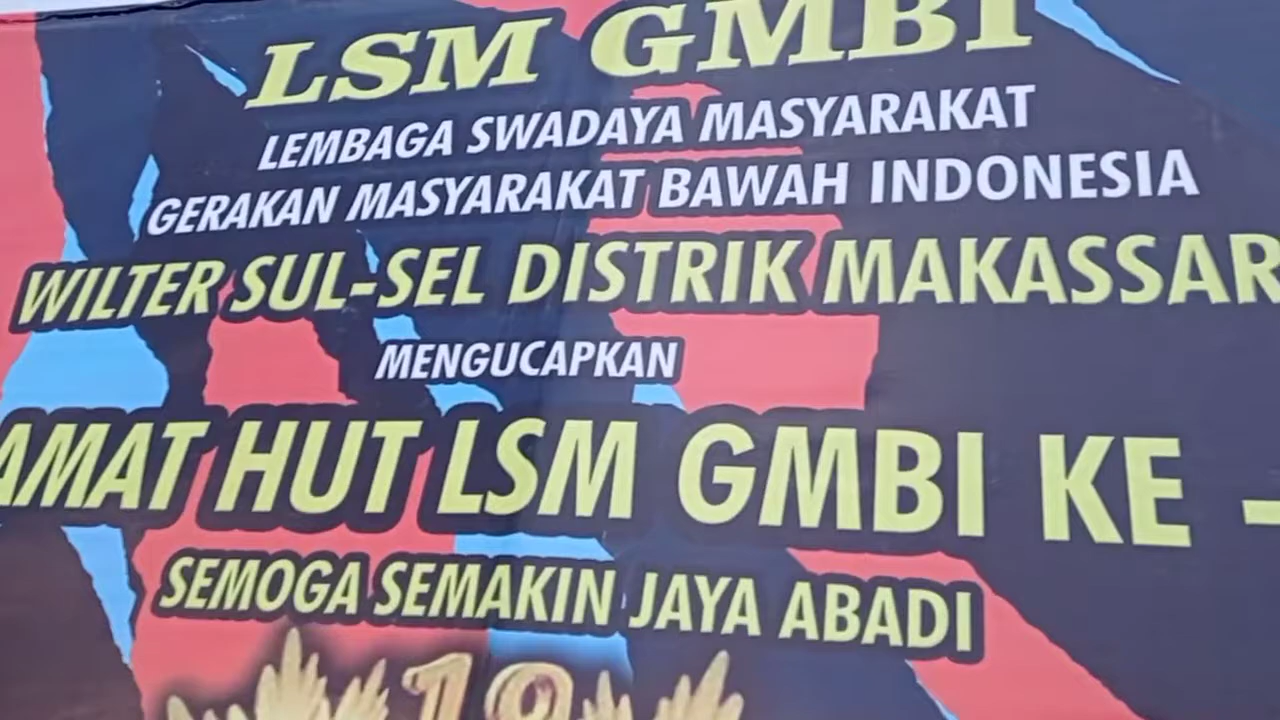 LSM GMBI
LEMBAGA SWADAYA MASYARAKAT
GERAKAN MASYARAKAT BAWAH INDONESIA
WILTER SUL-SEL DISTRIK MAKASSAR
MENGUCAPKAN
AMAT HUT LSM GMBI KE -
SEMOGA SEMAKIN JAYA ABADI